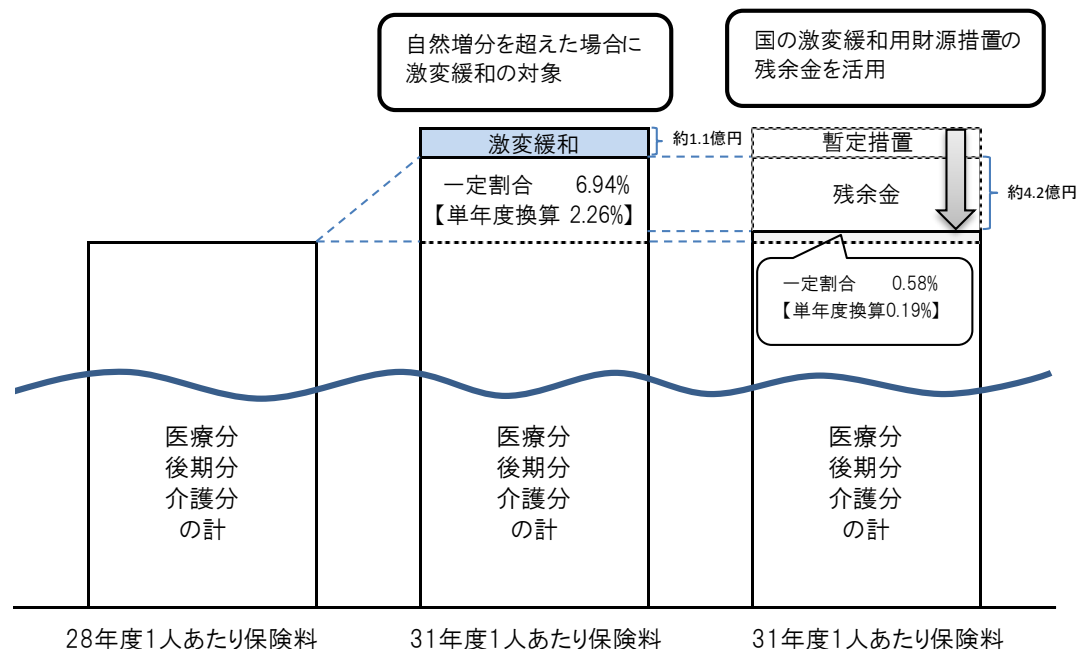 自然増分を超えた場合に
激変緩和の対象
国の激変緩和用財源措置の
残余金を活用
激変緩和
約1.1億円
暫定措置
一定割合 6.94%
【単年度換算 2.26%】
残余金
約4.2億円
一定割合 0.58%
【単年度換算0.19%】
医療分
後期分
介護分
の計
医療分
後期分
介護分
の計
医療分
後期分
介護分
の計
28年度1人あたり保険料
31年度1人あたり保険料
31年度1人あたり保険料